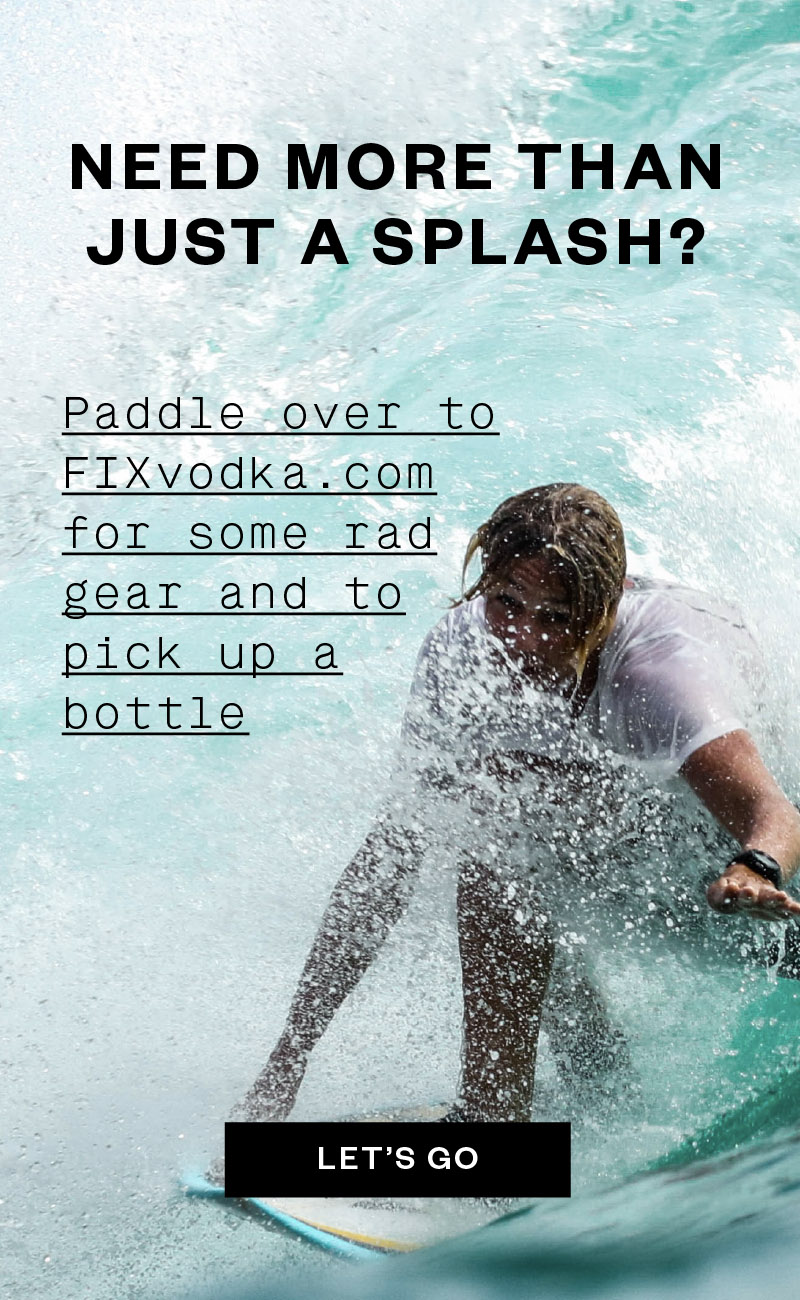 NEED MORE THAN
JUST A SPLASH?
Paddle over to
FIXvodka.com
for some rad
gear and to
pick up a
bottle
LET’S GO